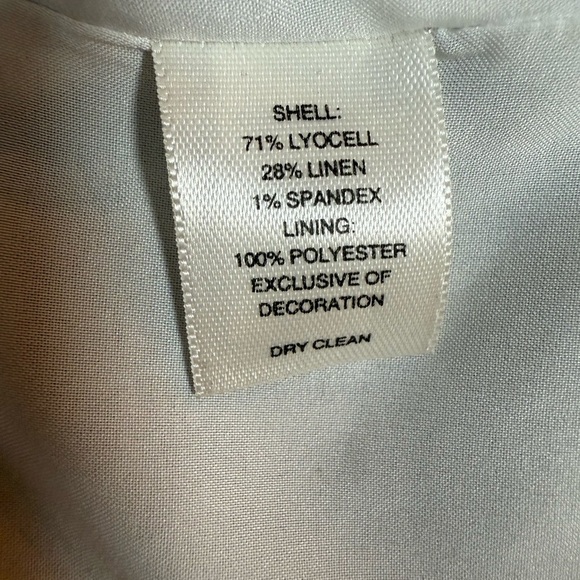 SHELL:
71% LYOCELL
28% LINEN
1% SPANDEX
LINING:
100% POLYESTER
EXCLUSIVE OF
DECORATION
DRY CLEAN